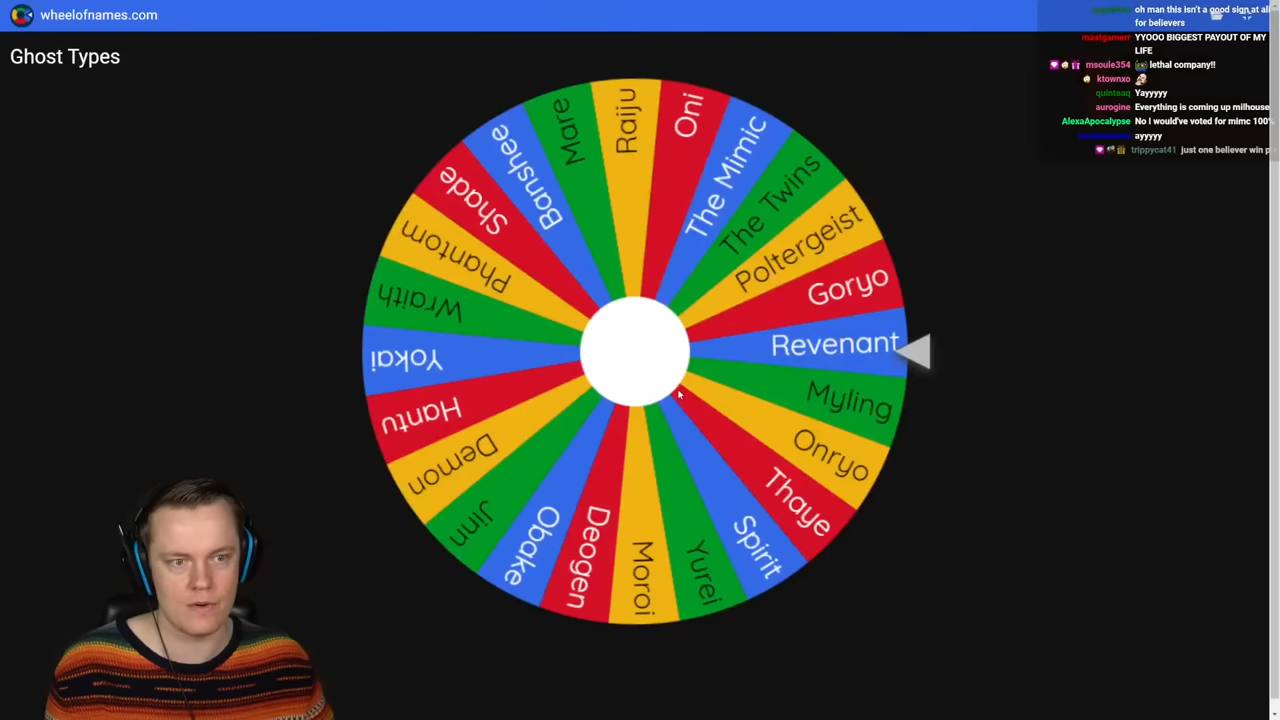 wheelofnames.com
Ghost Types
oh man this isn't a good sign at all
for believers
mastgamerr YYOOO BIGGEST PAYOUT OF MY
LIFE
msoule354 lethal company!!
ktownxo
quinteaq Yayyyyy
aurogine Everything is coming up milhouse
AlexaApocalypse No I would've voted for mimc 100%
ayyyyy
trippycat41 just one believer win p
Raiju
Oni
The Mimic
The Twins
Poltergeist
Goryo
Revenant
Myling
Onryo
Thaye
Spirit
Yurei
Moroi
Deogen
Obake
Jinn
Demon
Hantu
Yokai
Wraith
Phantom
Shade
Banshee
Mare